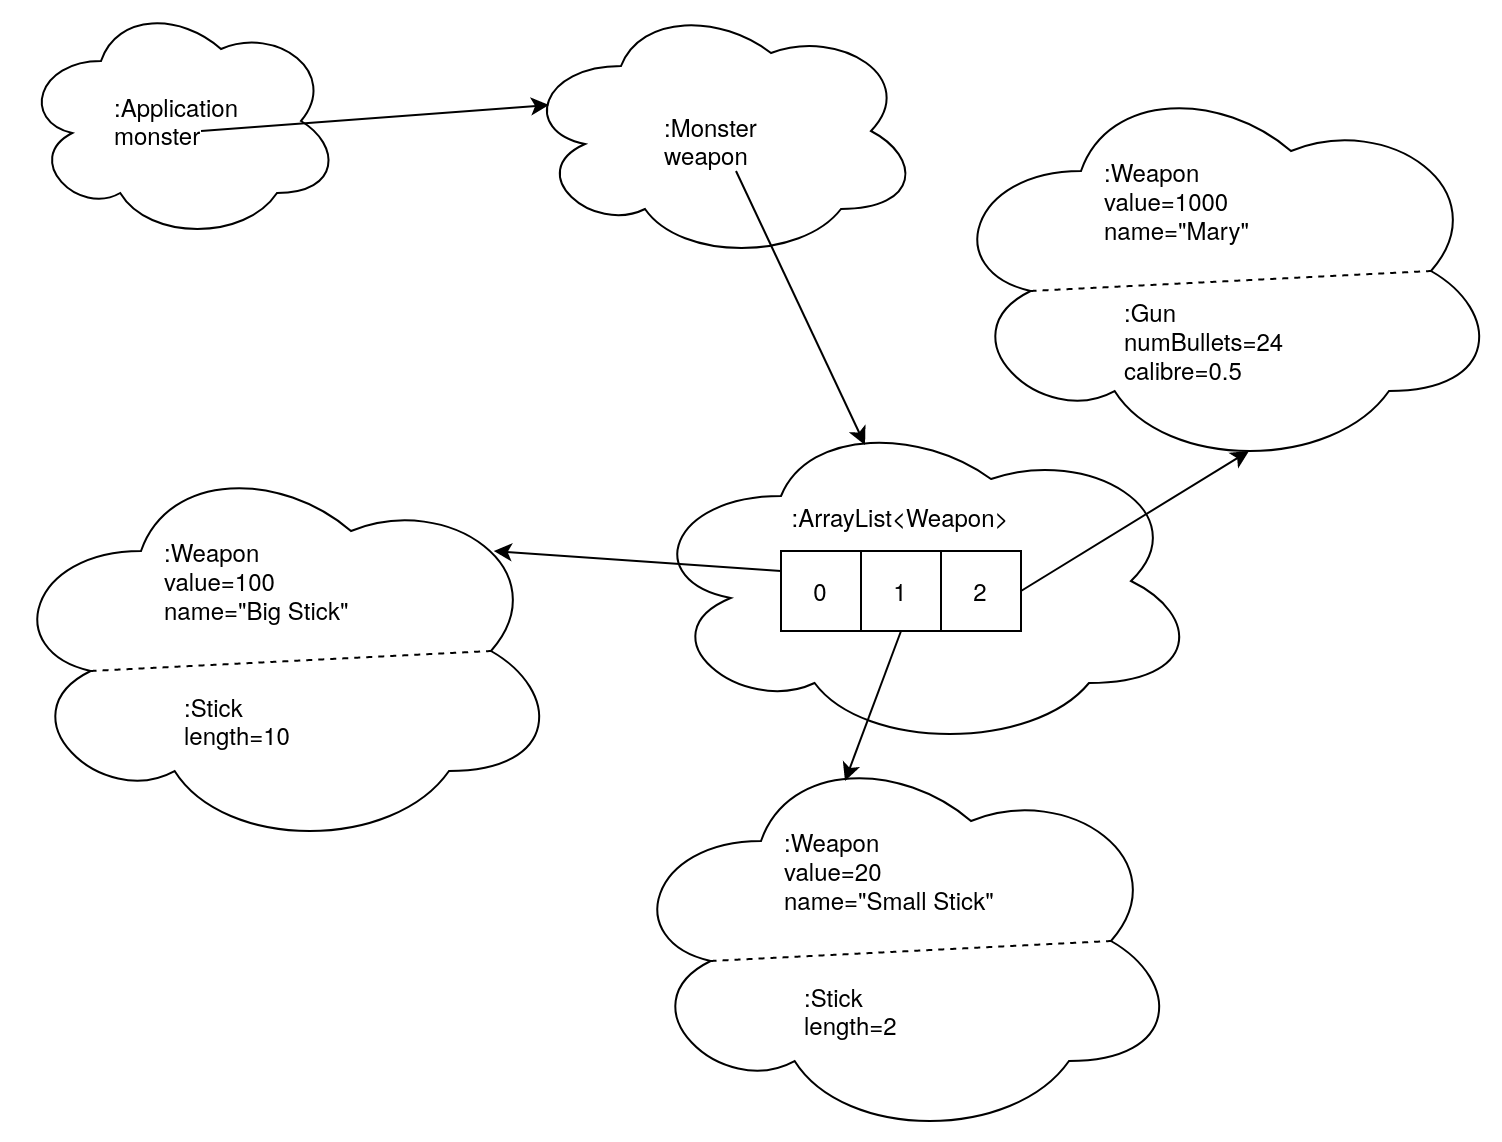 :Application
monster
:Monster
weapon
:Weapon
value=1000
name="Mary"
:Gun
numBullets=24
calibre=0.5
:ArrayList<Weapon>
0 1 2
:Weapon
value=100
name="Big Stick"
:Stick
length=10
:Weapon
value=20
name="Small Stick"
:Stick
length=2